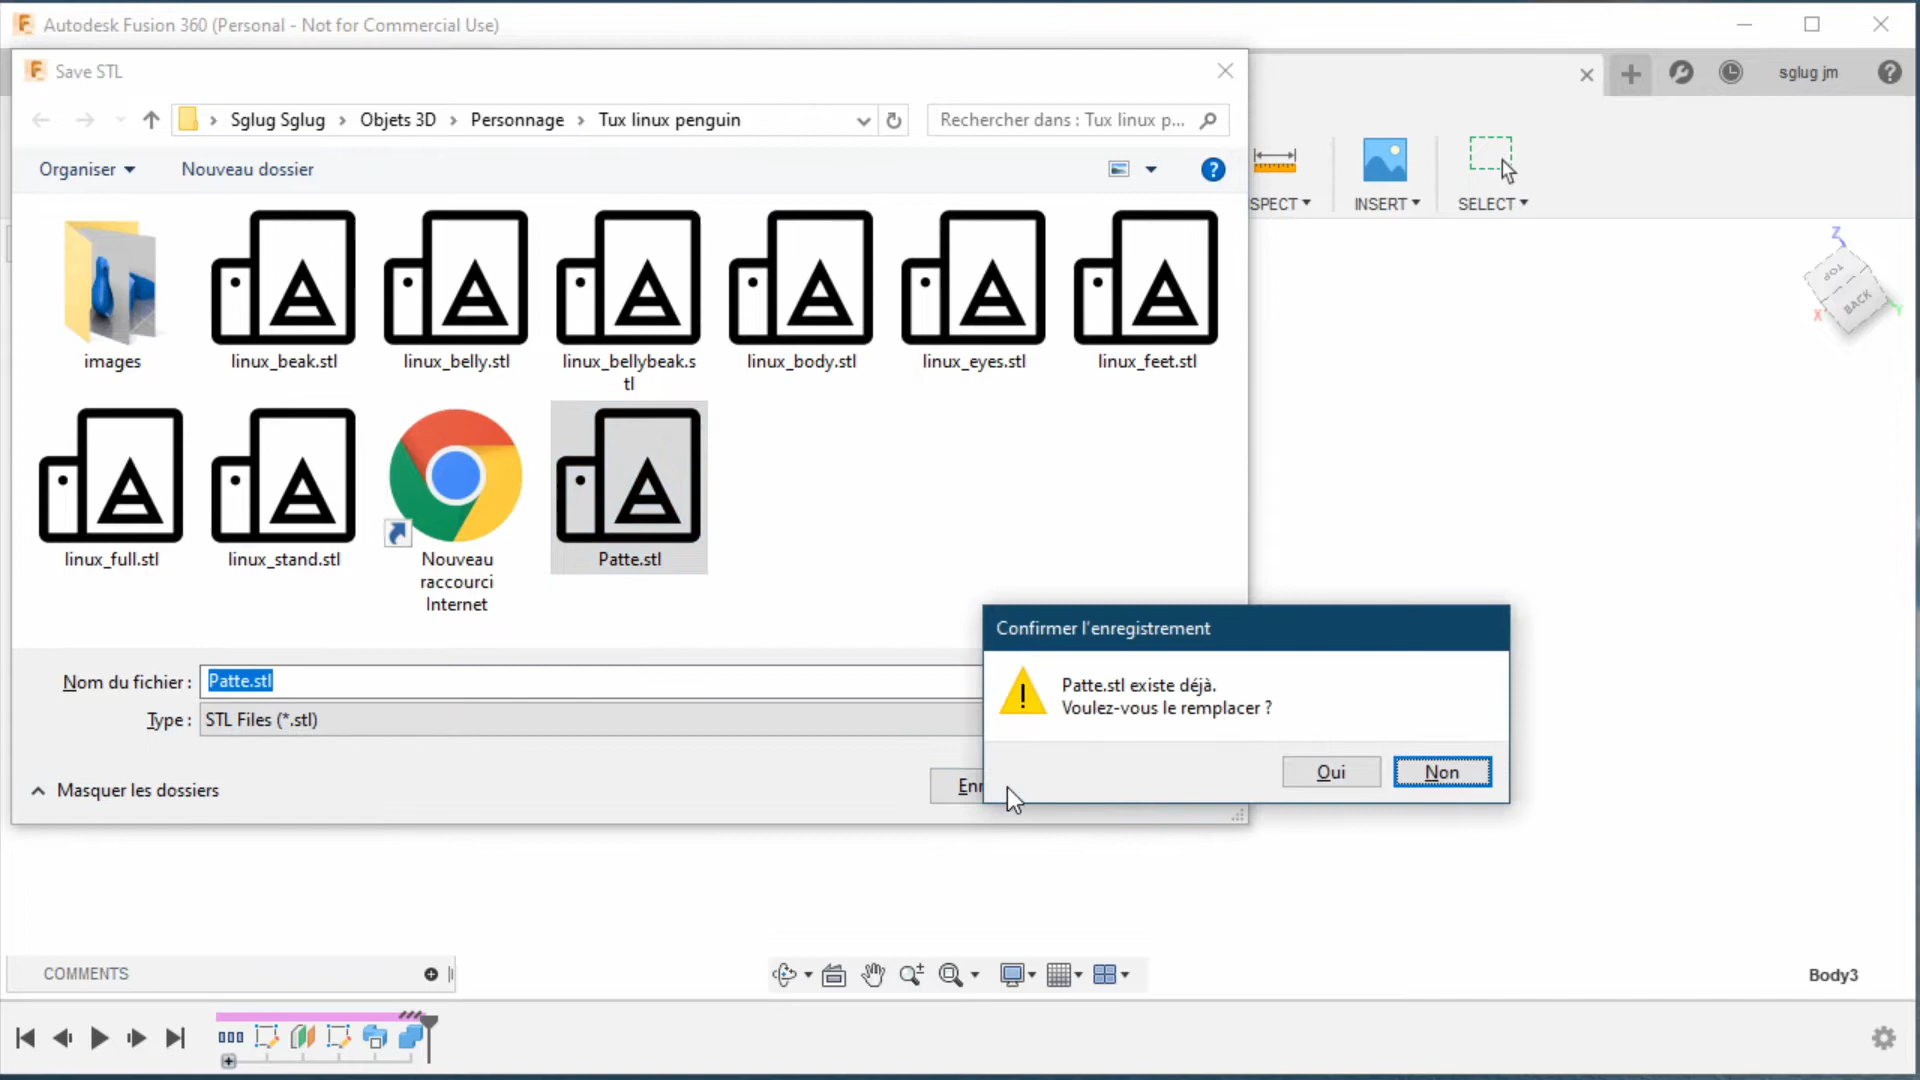 Autodesk Fusion 360 (Personal - Not for Commercial Use)
Save STL
Sglug Sglug > Objets 3D > Personnage > Tux linux penguin
Rechercher dans : Tux linux p...
sglug jm
Organiser
Nouveau dossier
SPECT
INSERT
SELECT
images
linux_beak.stl
linux_belly.stl
linux_bellybeak.s
tl
linux_body.stl
linux_eyes.stl
linux_feet.stl
Z
TOP
BACK
X
Y
linux_full.stl
linux_stand.stl
Nouveau
raccourci
Internet
Patte.stl
Confirmer l'enregistrement
Patte.stl existe déjà.
Voulez-vous le remplacer ?
Oui
Non
Nom du fichier :
Patte.stl
Type :
STL Files (*.stl)
Masquer les dossiers
Enr
COMMENTS
Body3